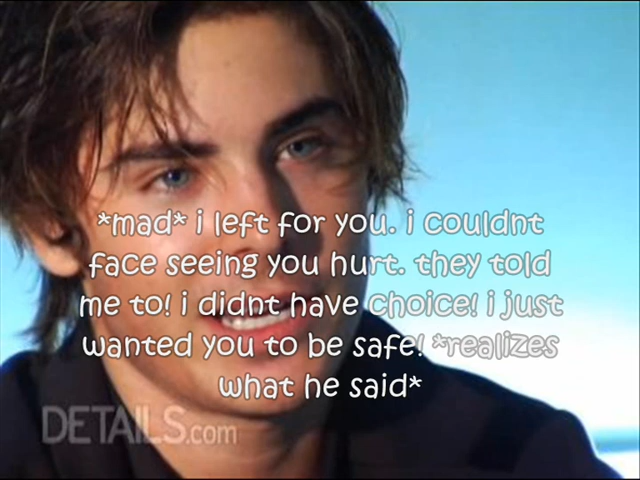 *mad* i left for you. i couldnt
face seeing you hurt. they told
me to! i didnt have choice! i just
wanted you to be safe! *realizes
what he said*
DETAILS.com